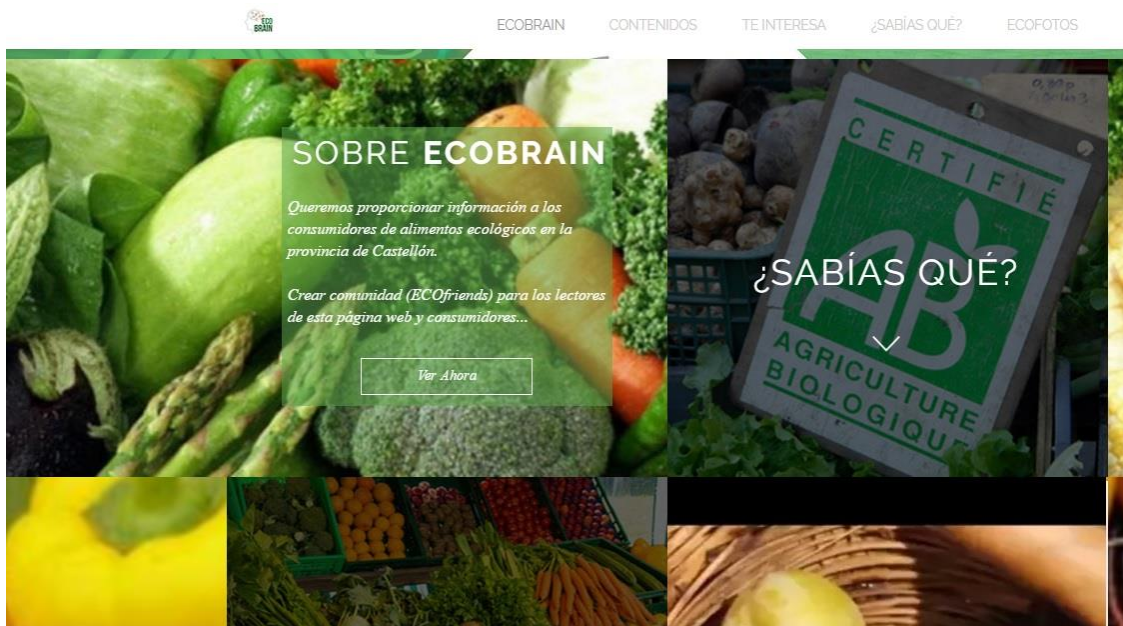 ECO
BRAIN
ECOBRAIN
CONTENIDOS
TE INTERESA
¿SABÍAS QUÉ?
ECOFOTOS
SOBRE ECOBRAIN
Queremos proporcionar información a los
consumidores de alimentos ecológicos en la
provincia de Castellón.
Crear comunidad (ECOfriends) para los lectores
de esta página web y consumidores...
Ver Ahora
CERTIFIÉ
AB
AGRICULTURE
BIOLOGIQUE
¿SABÍAS QUÉ?